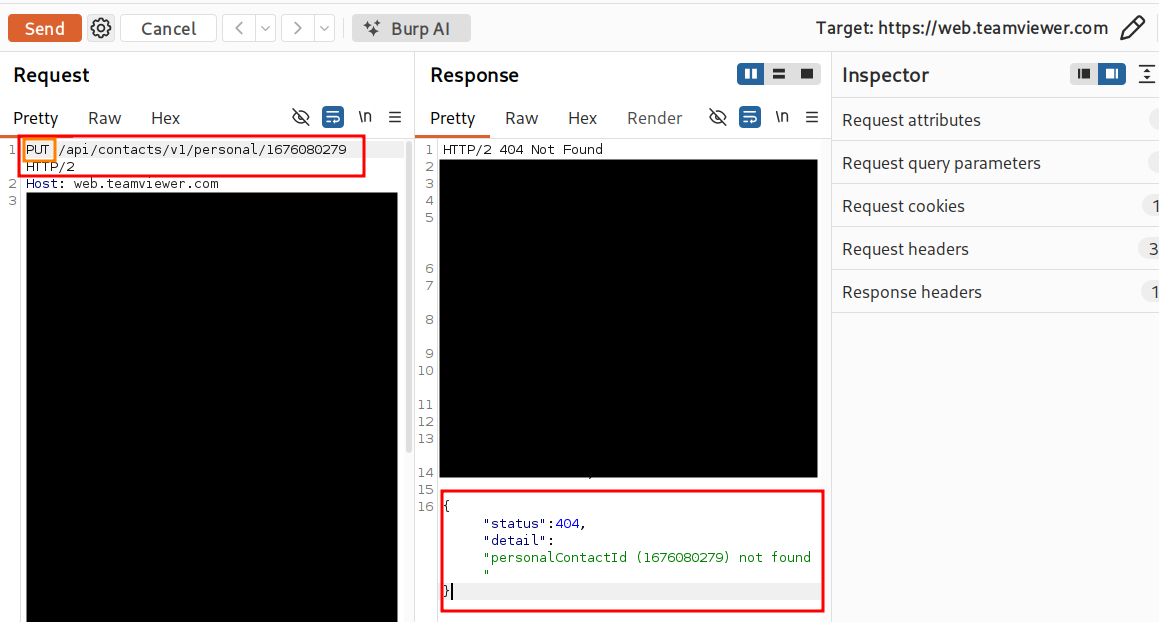 Send
Cancel
Burp AI
Target: https://web.teamviewer.com
Request
Response
Inspector
Pretty Raw Hex
\n
Pretty Raw Hex Render
\n
1 PUT /api/contacts/v1/personal/1676080279
HTTP/2
2 Host: web.teamviewer.com
3
1 HTTP/2 404 Not Found
2
3
4
5
6
7
8
9
10
11
12
13
14
15
16 {
"status":404,
"detail":
"personalContactId (1676080279) not found
"
}
Request attributes
Request query parameters
Request cookies 1
Request headers 3
Response headers 1